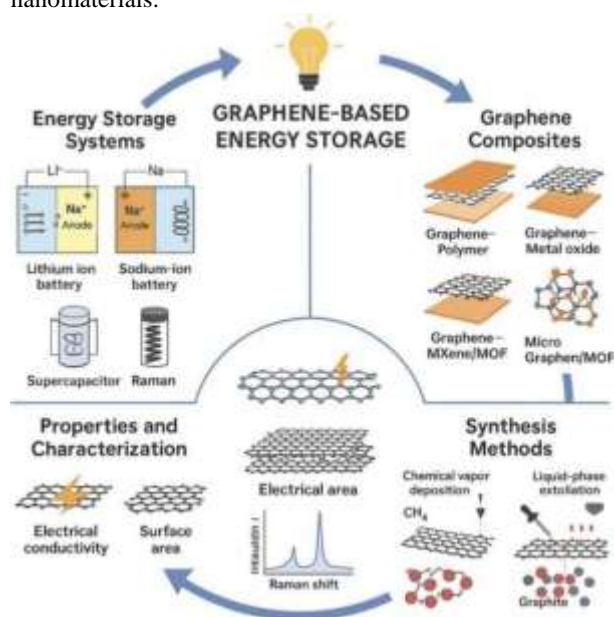 nanomaterials.
GRAPHENE-BASED
ENERGY STORAGE
Energy Storage
Systems
Li
Na
Na⁺
Anode
Na⁺
Anode
Lithium ion
battery
Sodium-ion
battery
Supercapacitor
Raman
Graphene
Composites
Graphene–
Polymer
Graphene–
Metal oxide
Graphene–
MXene/MOF
Micro
Graphen/MOF
Properties and
Characterization
Electrical
conductivity
Surface
area
Electrical area
Raman shift
Synthesis
Methods
Chemical vapor
deposition
CH₄
Liquid-phase
exfoliation
Graphite